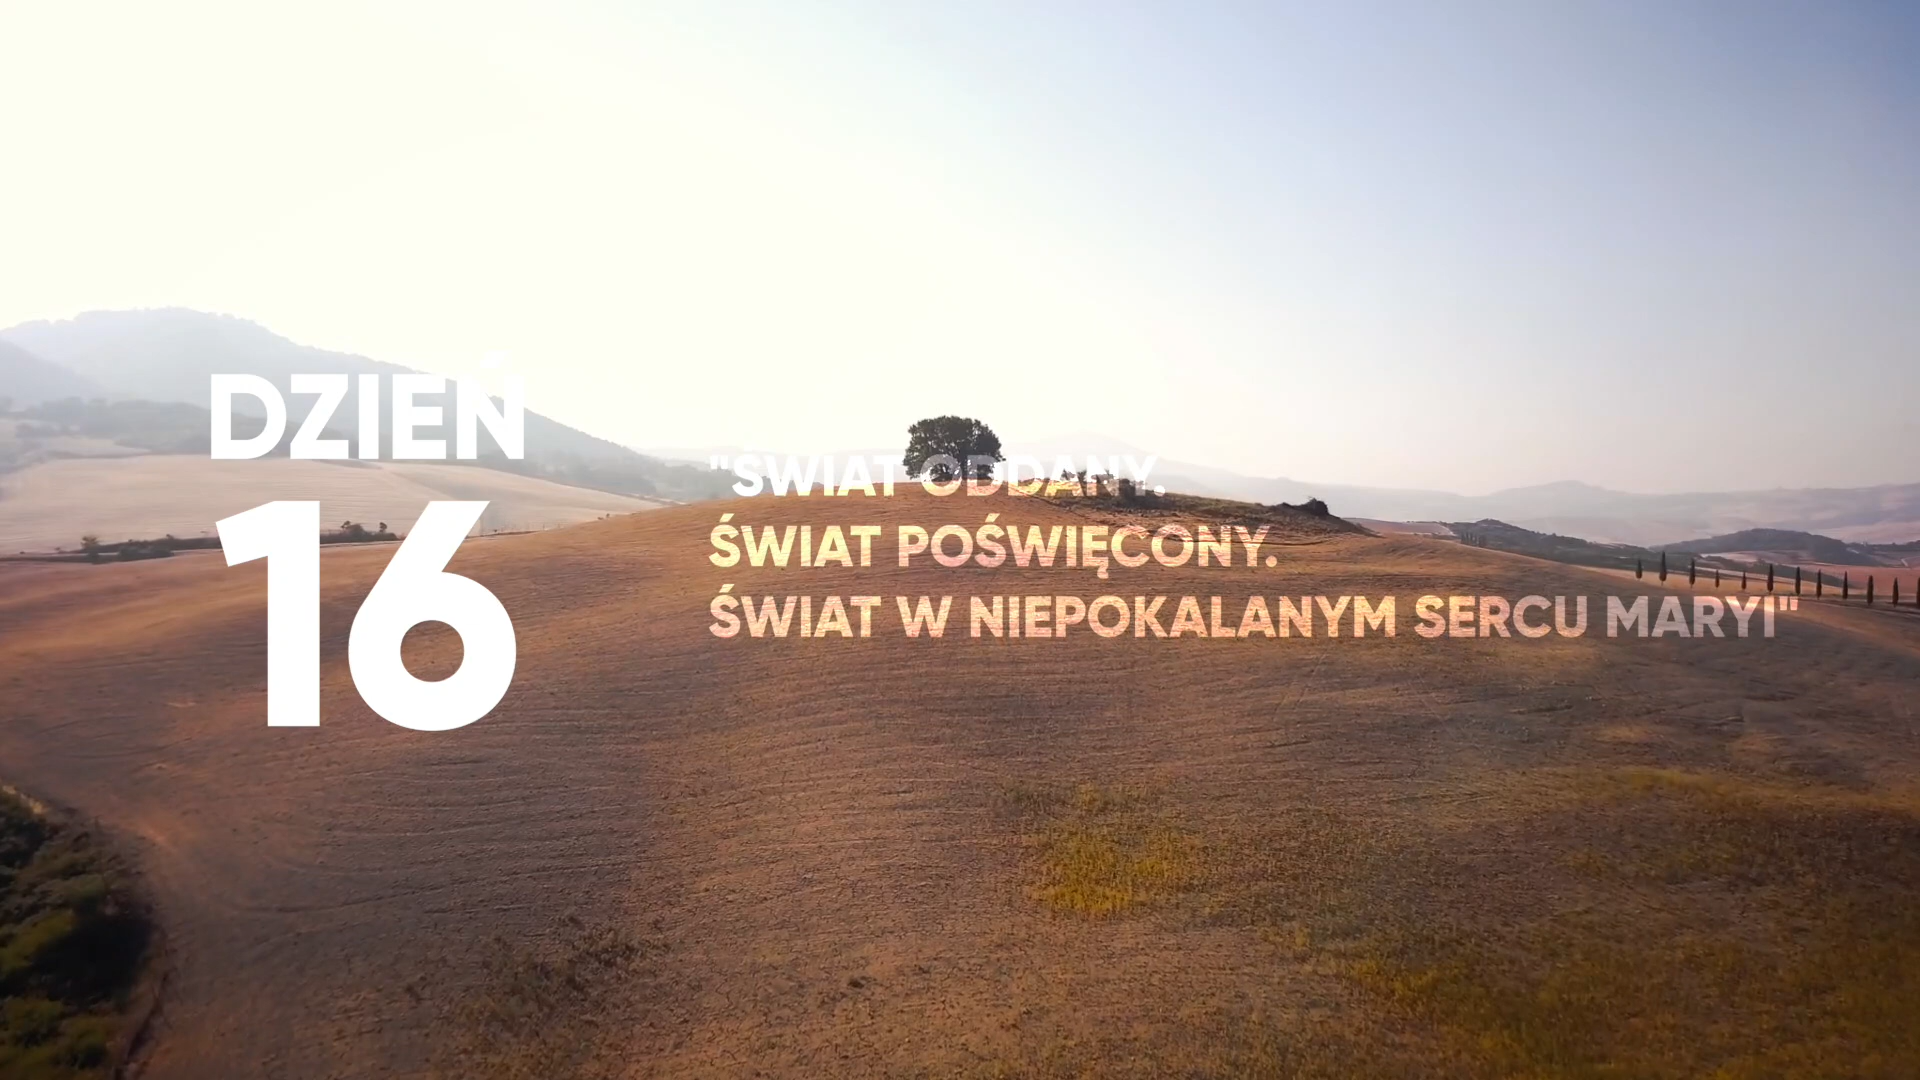 DZIEŃ
16
"ŚWIAT ODDANY.
ŚWIAT POŚWIĘCONY.
ŚWIAT W NIEPOKALANYM SERCU MARYI"